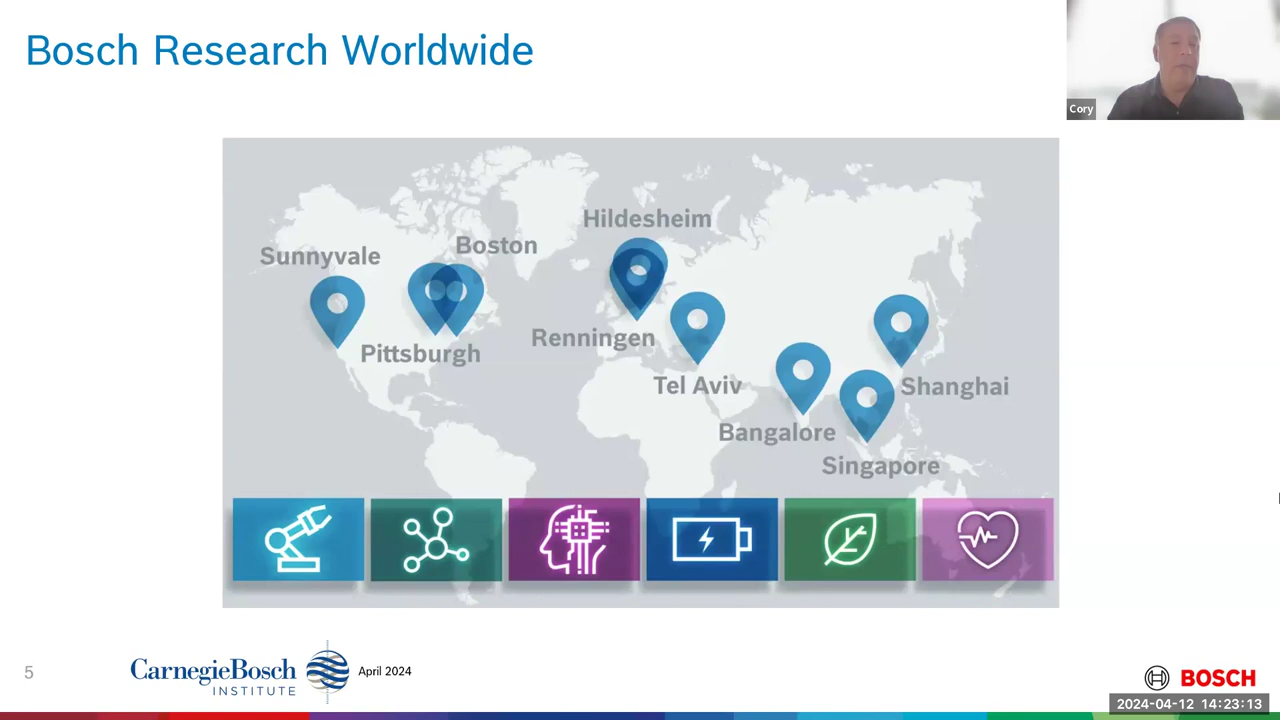 Bosch Research Worldwide
Cory
Hildesheim
Boston
Sunnyvale
Renningen
Pittsburgh
Tel Aviv
Shanghai
Bangalore
Singapore
5
CarnegieBosch
INSTITUTE
April 2024
BOSCH
2024-04-12 14:23:13